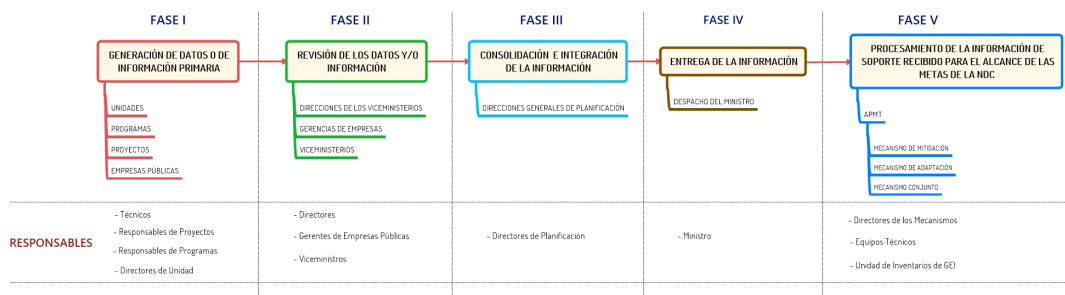 FASE I
FASE II
FASE III
FASE IV
FASE V
GENERACIÓN DE DATOS O DE
INFORMACIÓN PRIMARIA
REVISIÓN DE LOS DATOS Y/O
INFORMACIÓN
CONSOLIDACIÓN E INTEGRACIÓN
DE LA INFORMACIÓN
ENTREGA DE LA INFORMACIÓN
PROCESAMIENTO DE LA INFORMACIÓN DE
SOPORTE RECIBIDO PARA EL ALCANCE DE LAS
METAS DE LA NDC
UNIDADES
PROGRAMAS
PROYECTOS
EMPRESAS PÚBLICAS
DIRECCIONES DE LOS VICEMINISTERIOS
GERENCIAS DE EMPRESAS
VICEMINISTERIOS
DIRECCIONES GENERALES DE PLANIFICACIÓN
DESPACHO DEL MINISTRO
APMT
MECANISMO DE MITIGACIÓN
MECANISMO DE ADAPTACIÓN
MECANISMO CONJUNTO
RESPONSABLES
- Técnicos
- Responsables de Proyectos
- Responsables de Programas
- Directores de Unidad
- Directores
- Gerentes de Empresas Públicas
- Viceministros
- Directores de Planificación
- Ministro
- Directores de los Mecanismos
- Equipos Técnicos
- Unidad de Inventarios de GEI